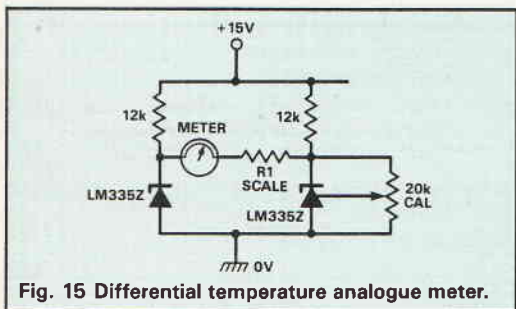 +15V
12k
12k
METER
R1
SCALE
LM335Z
LM335Z
20k
CAL
0V
Fig. 15 Differential temperature analogue meter.